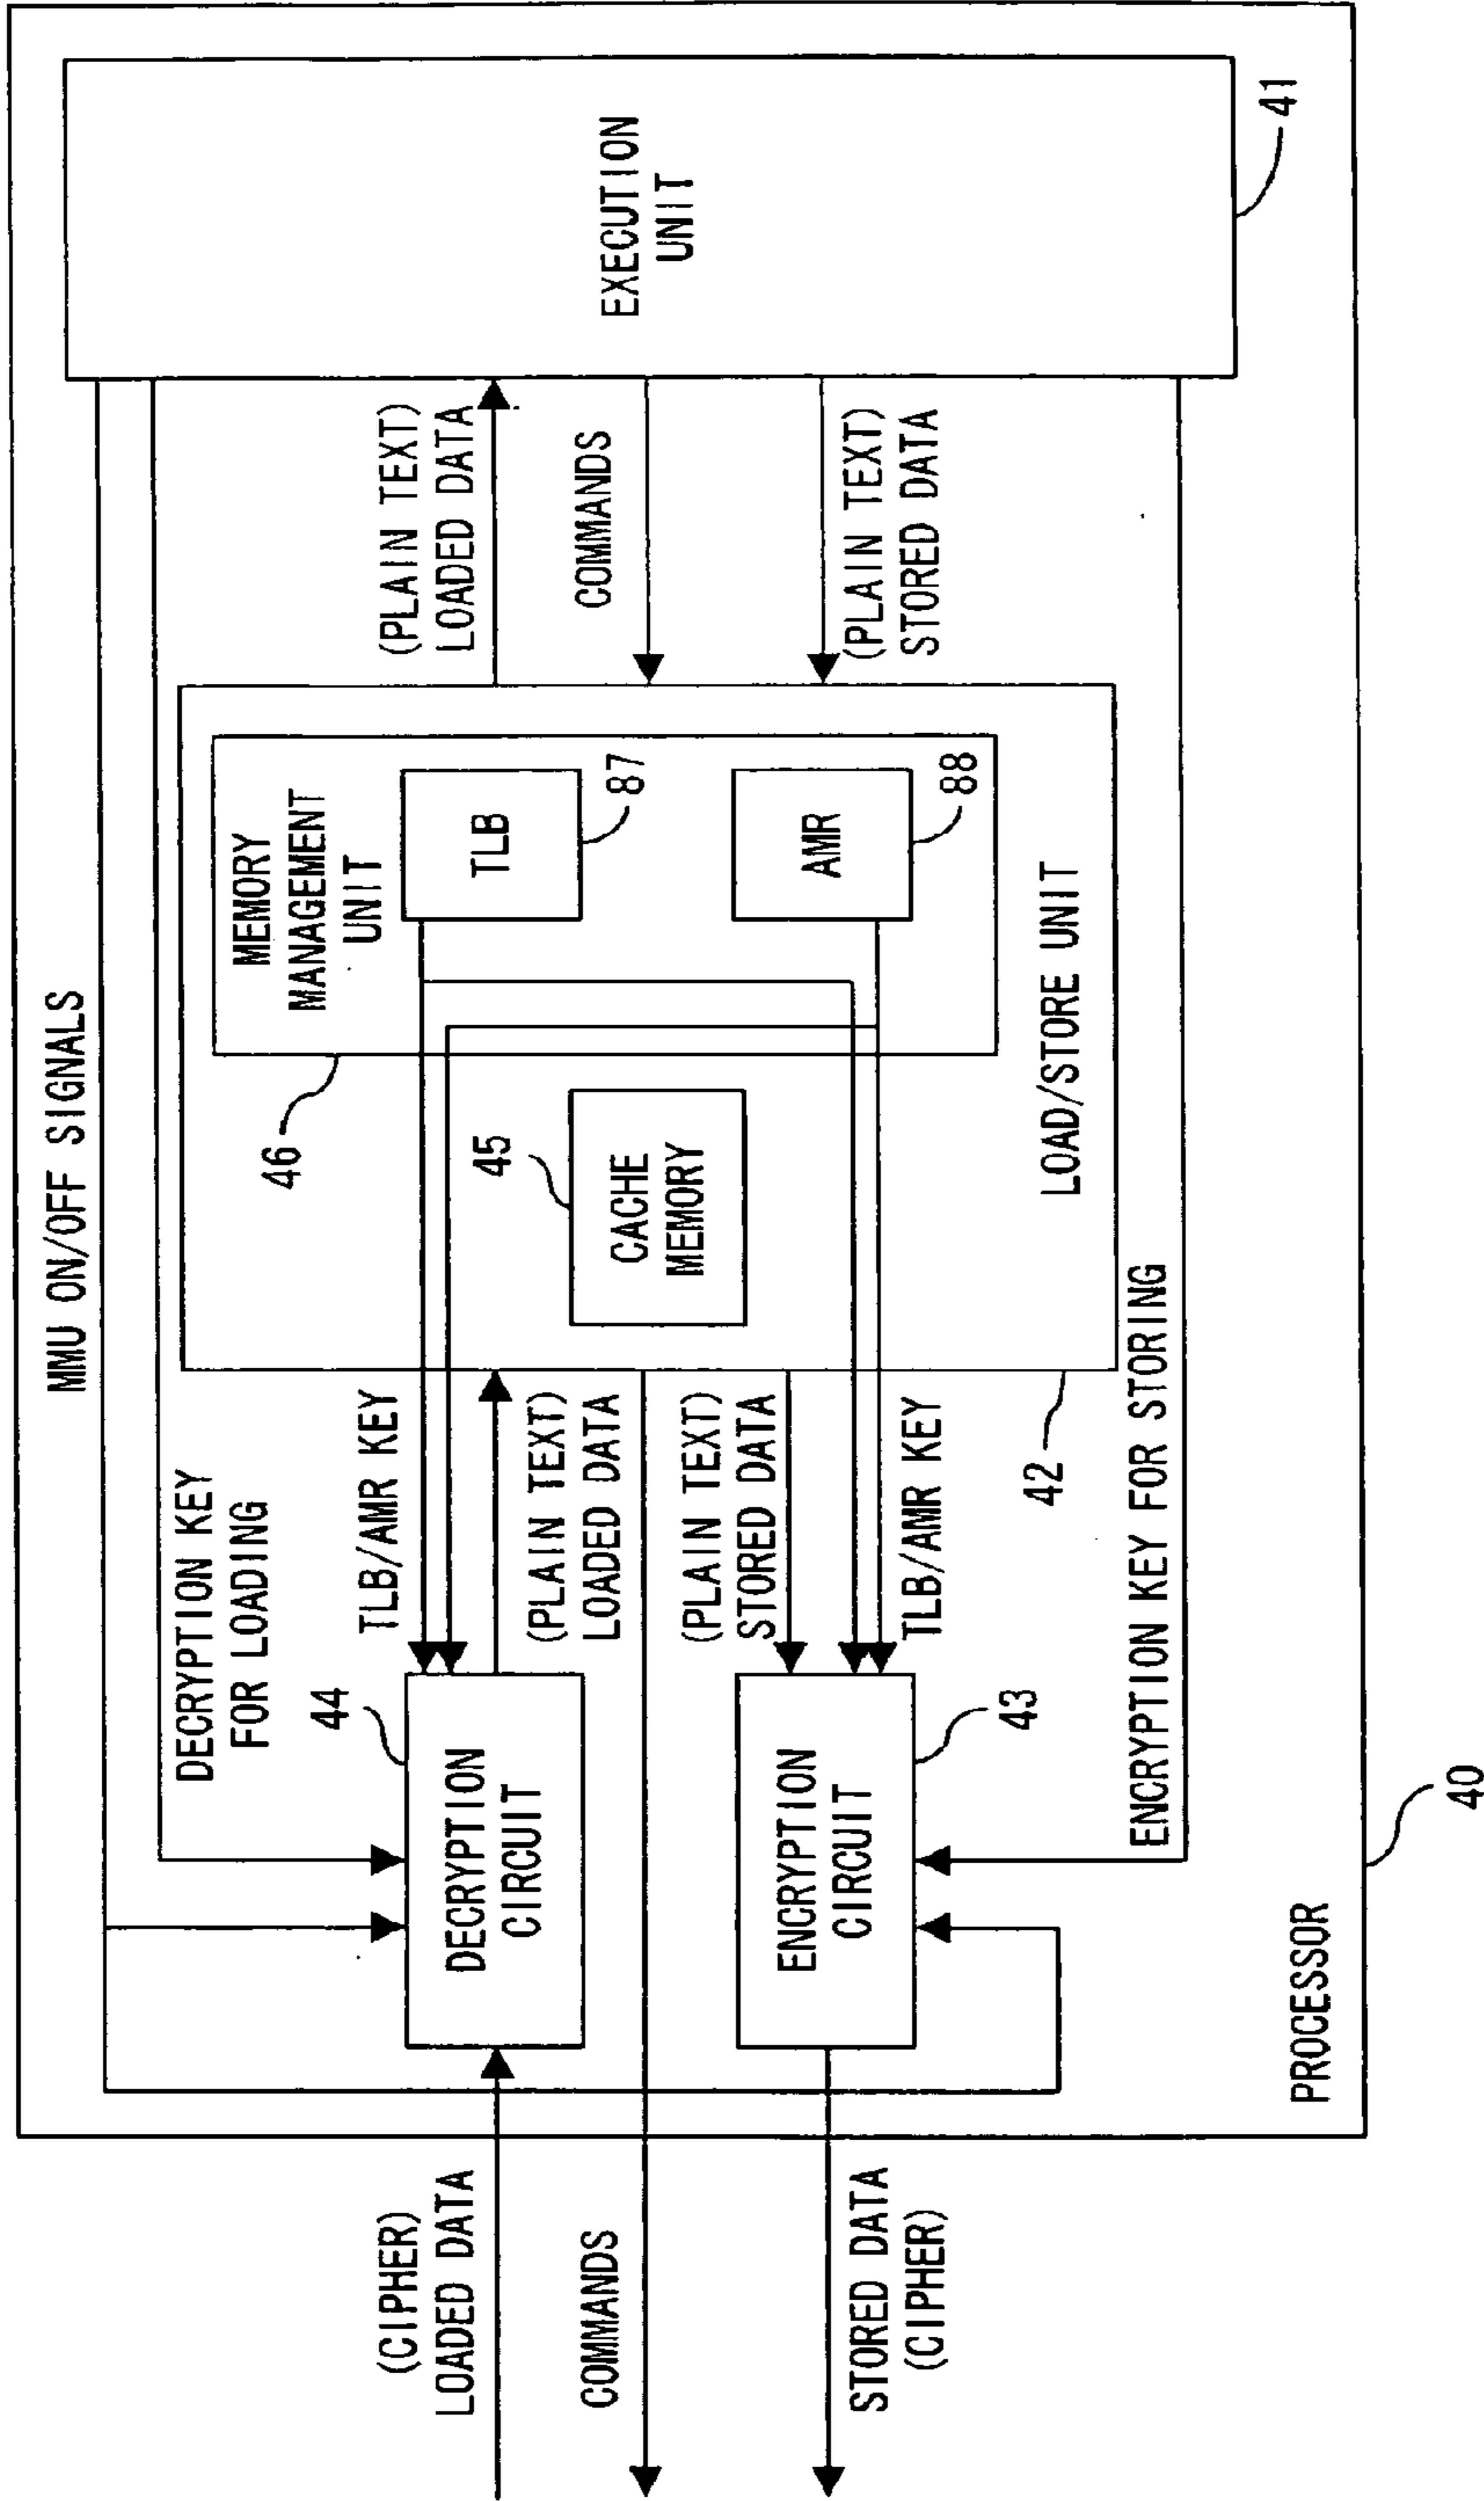 MMU ON/OFF SIGNALS
DECRYPTION KEY
FOR LOADING
44
DECRYPTION
CIRCUIT
(CIPHER)
LOADED DATA
TLB/AMR KEY
(PLAIN TEXT)
LOADED DATA
46
MEMORY
MANAGEMENT
UNIT
TLB
87
45
CACHE
MEMORY
(PLAIN TEXT)
LOADED DATA
COMMANDS
EXECUTION
UNIT
41
COMMANDS
(PLAIN TEXT)
STORED DATA
ENCRYPTION
CIRCUIT
43
STORED DATA
(CIPHER)
TLB/AMR KEY
AMR
88
(PLAIN TEXT)
STORED DATA
LOAD/STORE UNIT
42
ENCRYPTION KEY FOR STORING
PROCESSOR
40